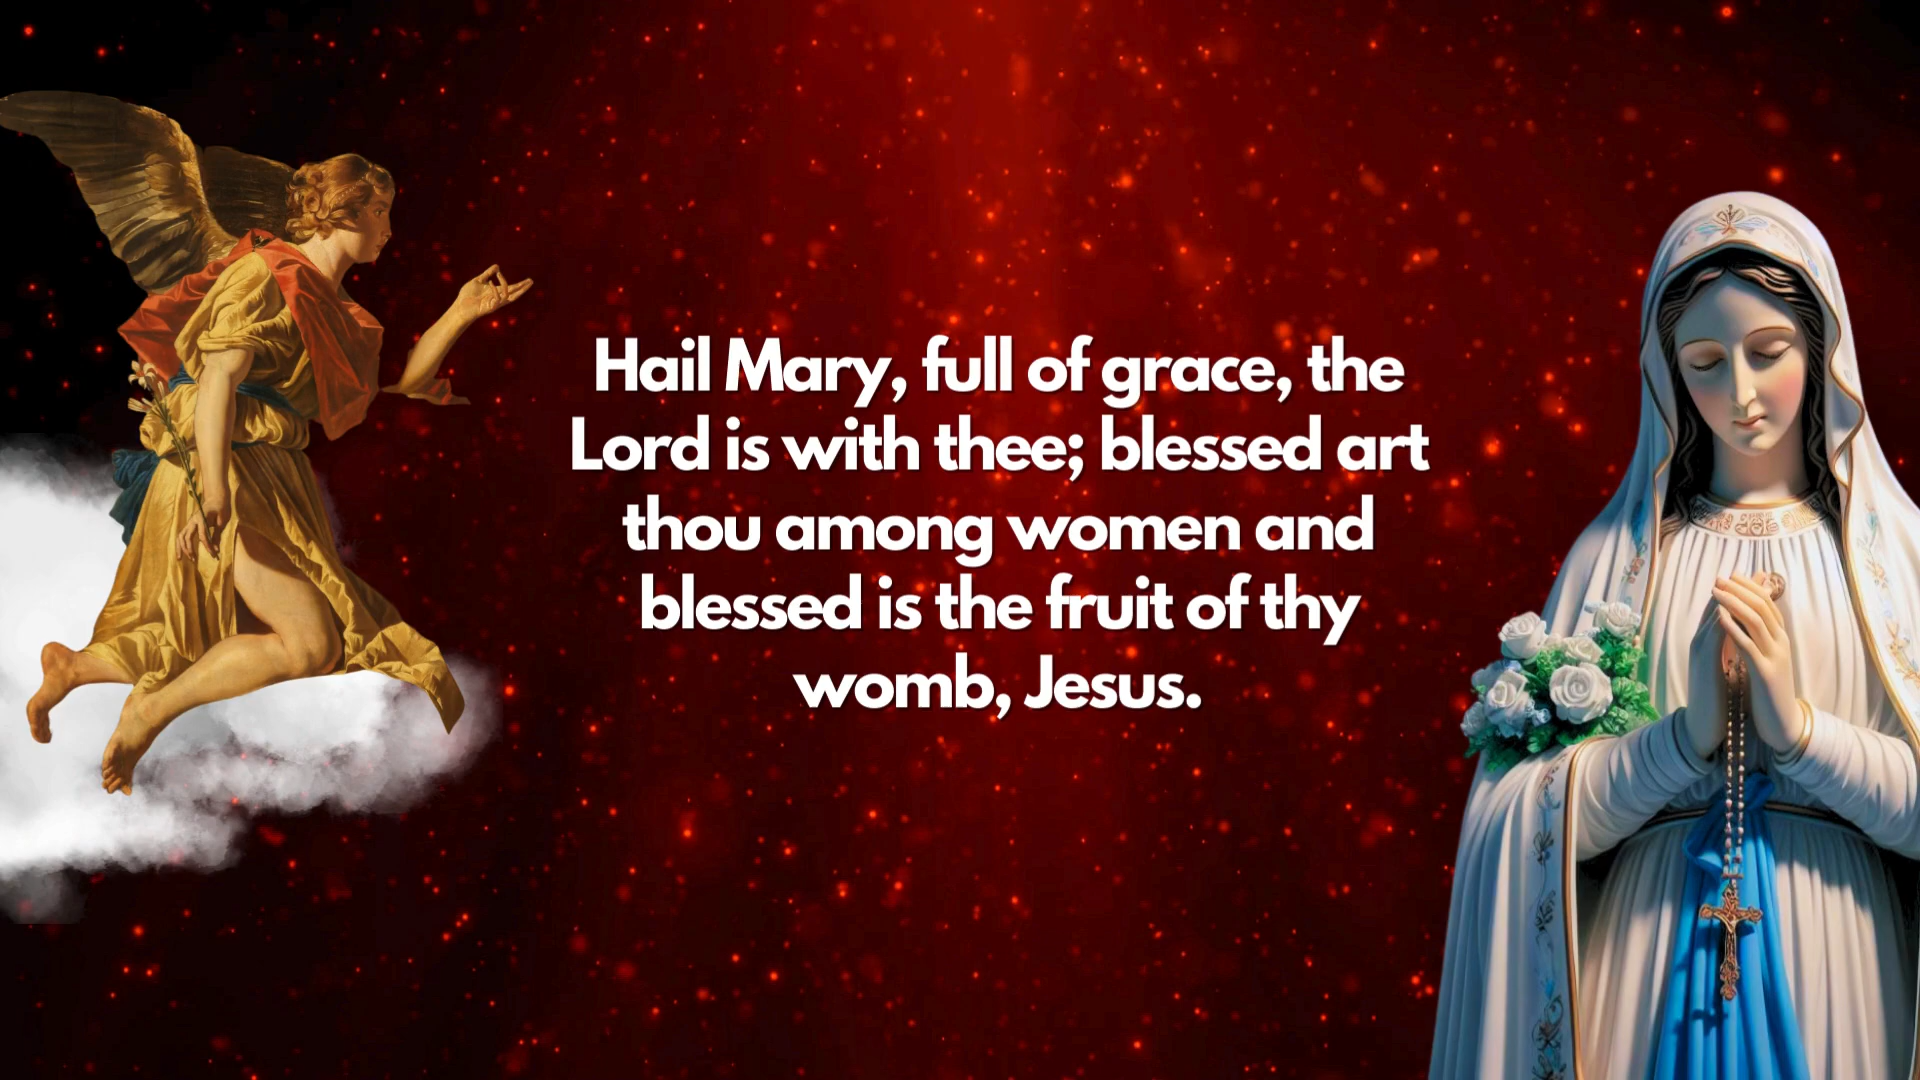 Hail Mary, full of grace, the
Lord is with thee; blessed art
thou among women and
blessed is the fruit of thy
womb, Jesus.